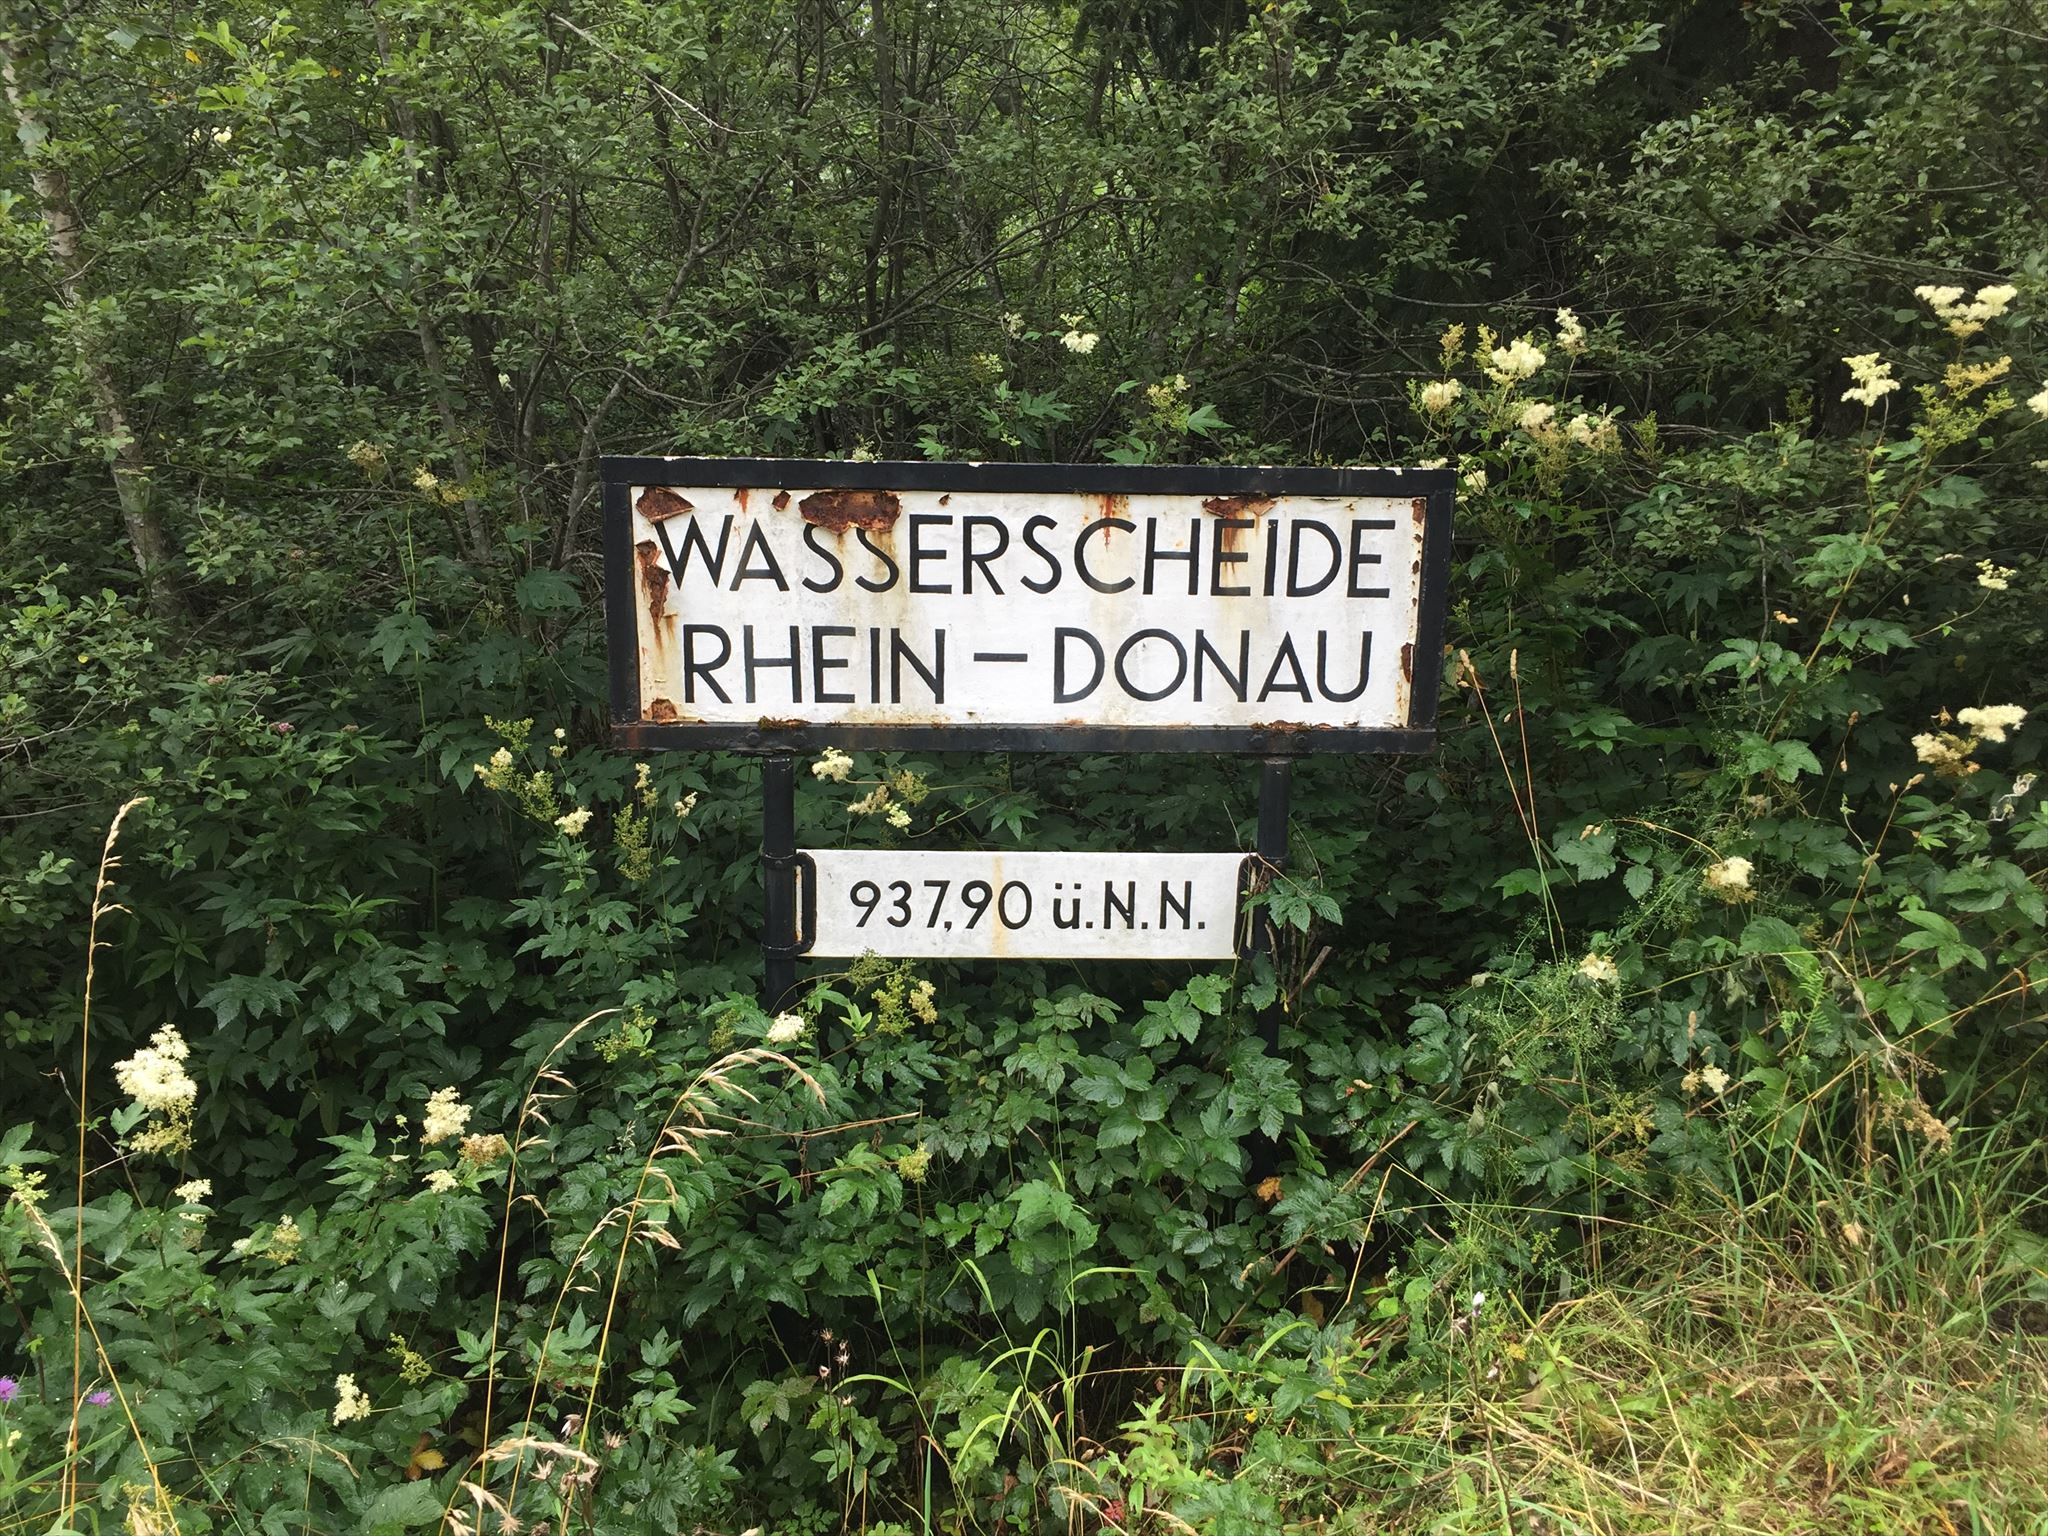 WASSERSCHEIDE
RHEIN – DONAU
937,90 ü.N.N.